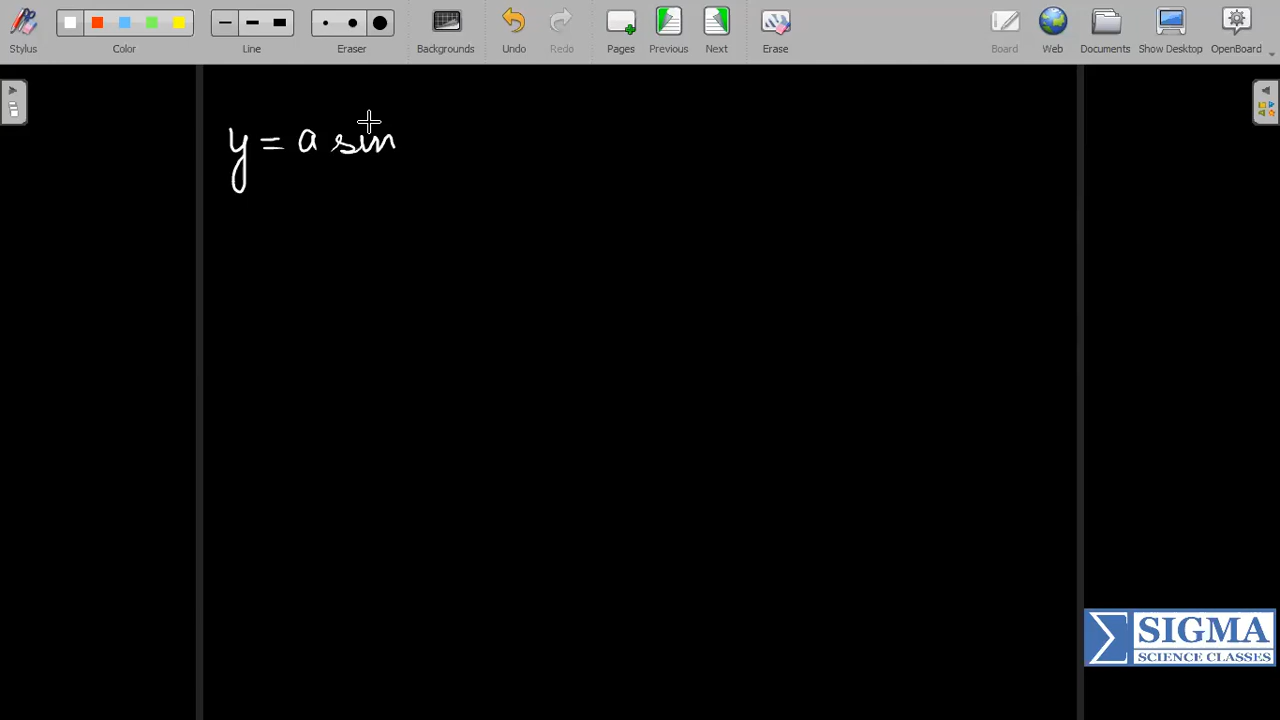 Stylus Color Line Eraser Backgrounds Undo Redo Pages Previous Next Erase Board Web Documents Show Desktop OpenBoard
y = a sin
Σ SIGMA
SCIENCE CLASSES